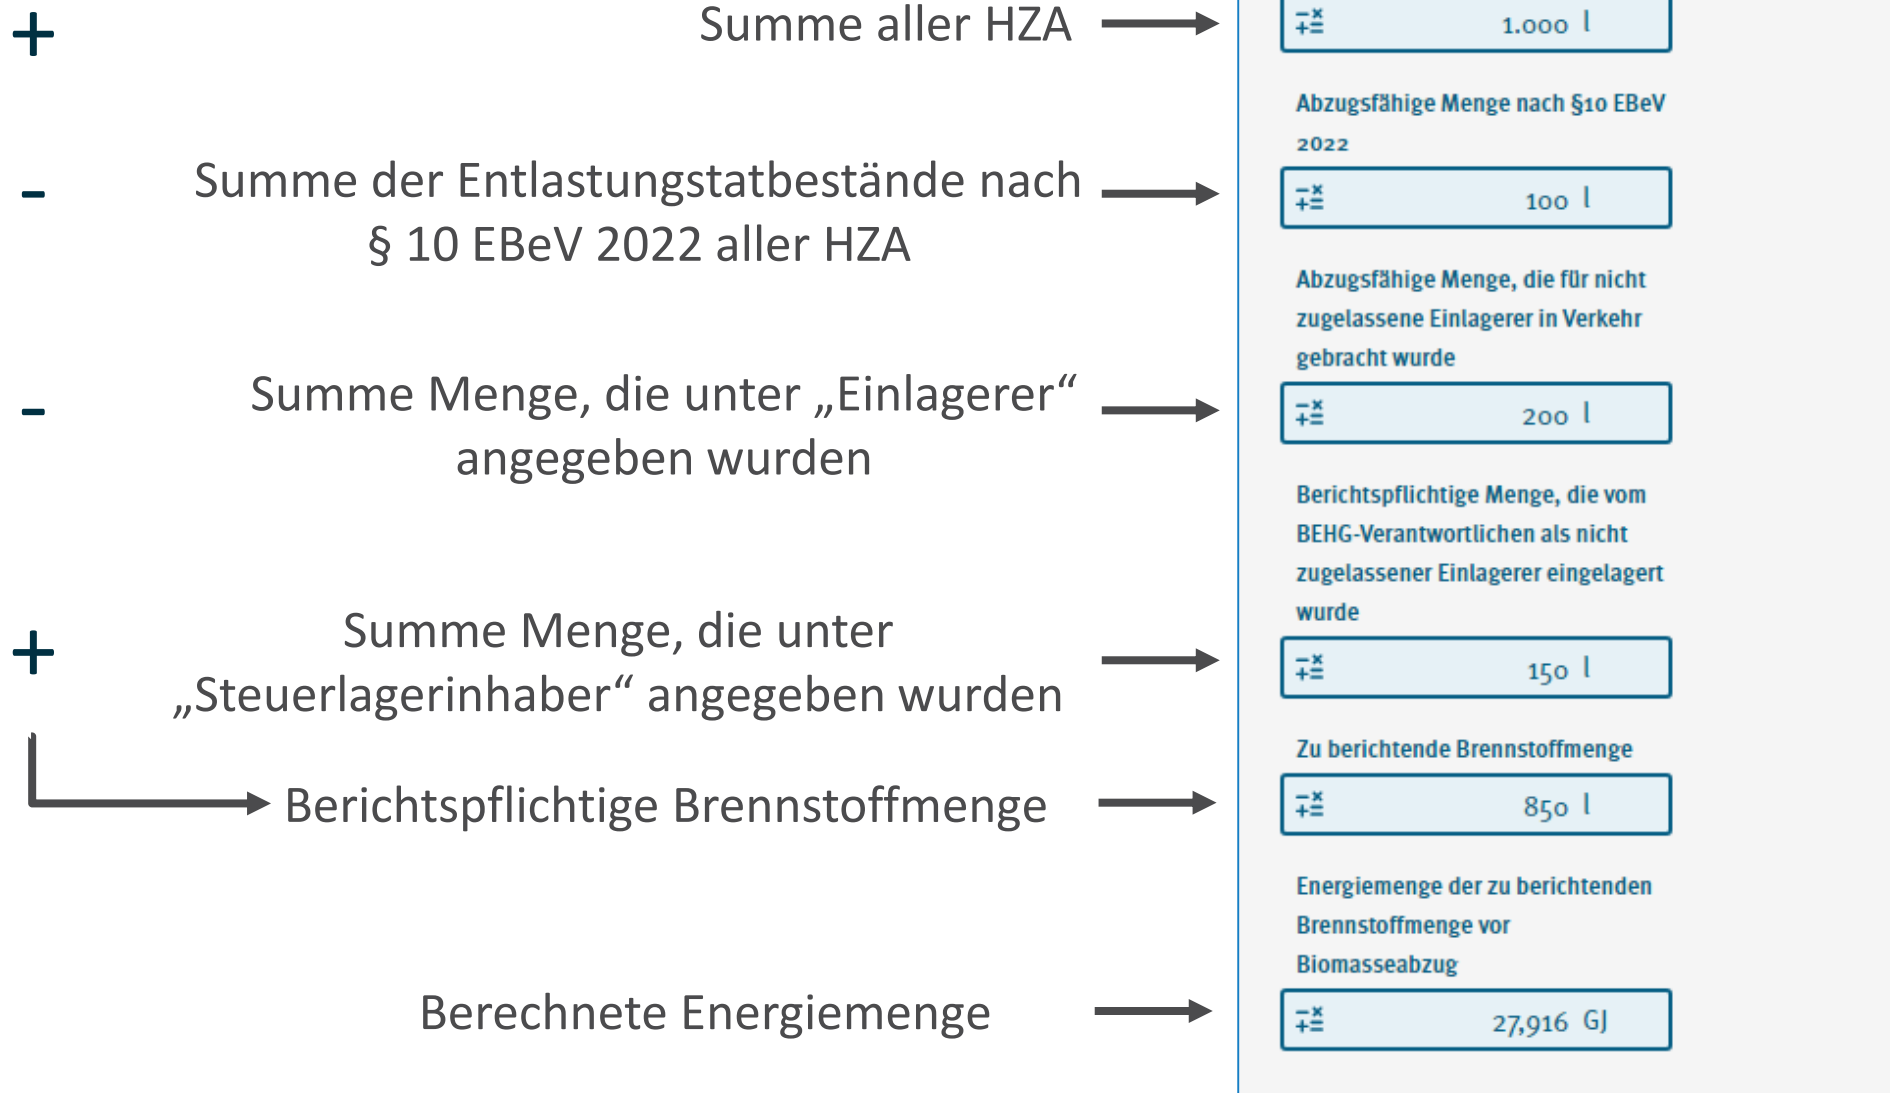 +
Summe aller HZA
1.000 l
Abzugsfähige Menge nach §10 EBeV
2022
-
Summe der Entlastungstatbestände nach
§ 10 EBeV 2022 aller HZA
100 l
Abzugsfähige Menge, die für nicht
zugelassene Einlagerer in Verkehr
gebracht wurde
-
Summe Menge, die unter „Einlagerer“
angegeben wurden
200 l
Berichtspflichtige Menge, die vom
BEHG-Verantwortlichen als nicht
zugelassener Einlagerer eingelagert
wurde
+
Summe Menge, die unter
„Steuerlagerinhaber“ angegeben wurden
150 l
Zu berichtende Brennstoffmenge
Berichtspflichtige Brennstoffmenge
850 l
Energiemenge der zu berichtenden
Brennstoffmenge vor
Biomasseabzug
Berechnete Energiemenge
27,916 GJ